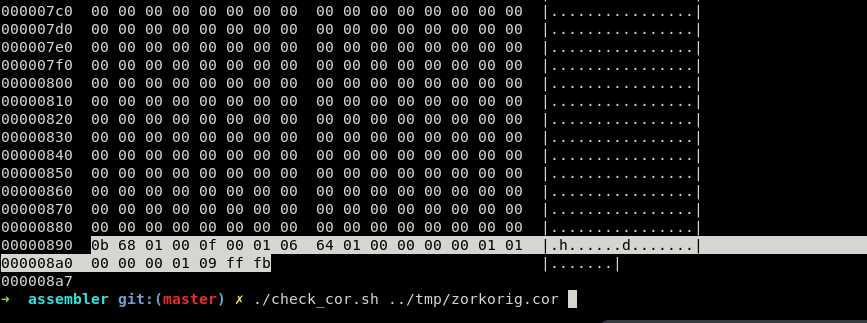 000007c0  00 00 00 00 00 00 00 00  00 00 00 00 00 00 00 00  |................|
000007d0  00 00 00 00 00 00 00 00  00 00 00 00 00 00 00 00  |................|
000007e0  00 00 00 00 00 00 00 00  00 00 00 00 00 00 00 00  |................|
000007f0  00 00 00 00 00 00 00 00  00 00 00 00 00 00 00 00  |................|
00000800  00 00 00 00 00 00 00 00  00 00 00 00 00 00 00 00  |................|
00000810  00 00 00 00 00 00 00 00  00 00 00 00 00 00 00 00  |................|
00000820  00 00 00 00 00 00 00 00  00 00 00 00 00 00 00 00  |................|
00000830  00 00 00 00 00 00 00 00  00 00 00 00 00 00 00 00  |................|
00000840  00 00 00 00 00 00 00 00  00 00 00 00 00 00 00 00  |................|
00000850  00 00 00 00 00 00 00 00  00 00 00 00 00 00 00 00  |................|
00000860  00 00 00 00 00 00 00 00  00 00 00 00 00 00 00 00  |................|
00000870  00 00 00 00 00 00 00 00  00 00 00 00 00 00 00 00  |................|
00000880  00 00 00 00 00 00 00 00  00 00 00 00 00 00 00 00  |................|
00000890  0b 68 01 00 0f 00 01 06  64 01 00 00 00 00 01 01  |.h......d.......|
000008a0  00 00 00 01 09 ff fb                              |.......|
000008a7
➜  assembler git:(master) ✗ ./check_cor.sh ../tmp/zorkorig.cor